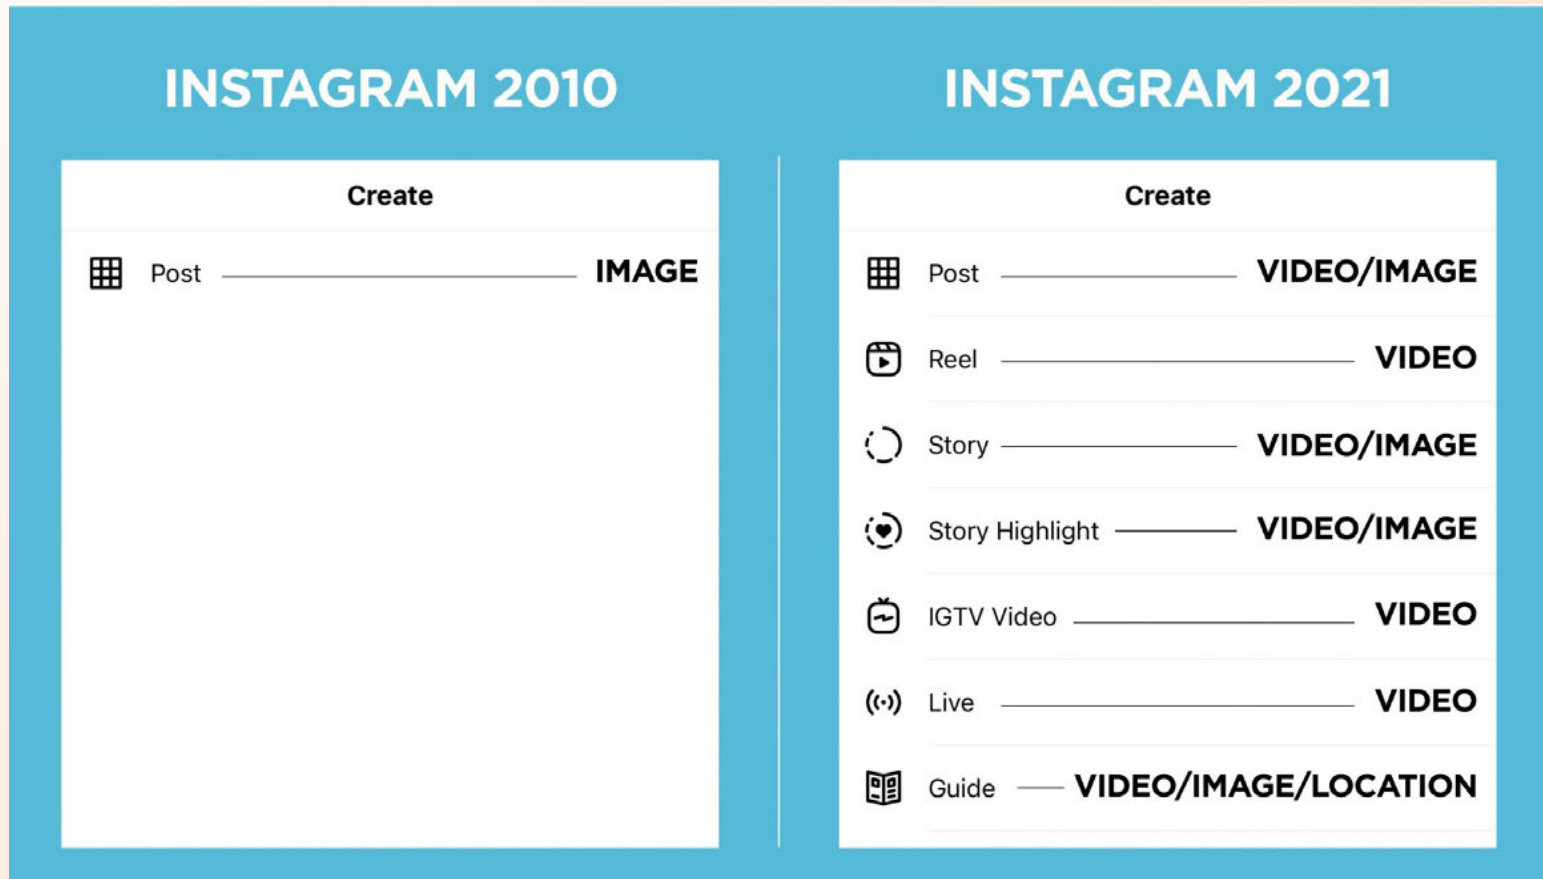 INSTAGRAM 2010
Create
Post IMAGE
INSTAGRAM 2021
Create
Post VIDEO/IMAGE
Reel VIDEO
Story VIDEO/IMAGE
Story Highlight VIDEO/IMAGE
IGTV Video VIDEO
Live VIDEO
Guide VIDEO/IMAGE/LOCATION